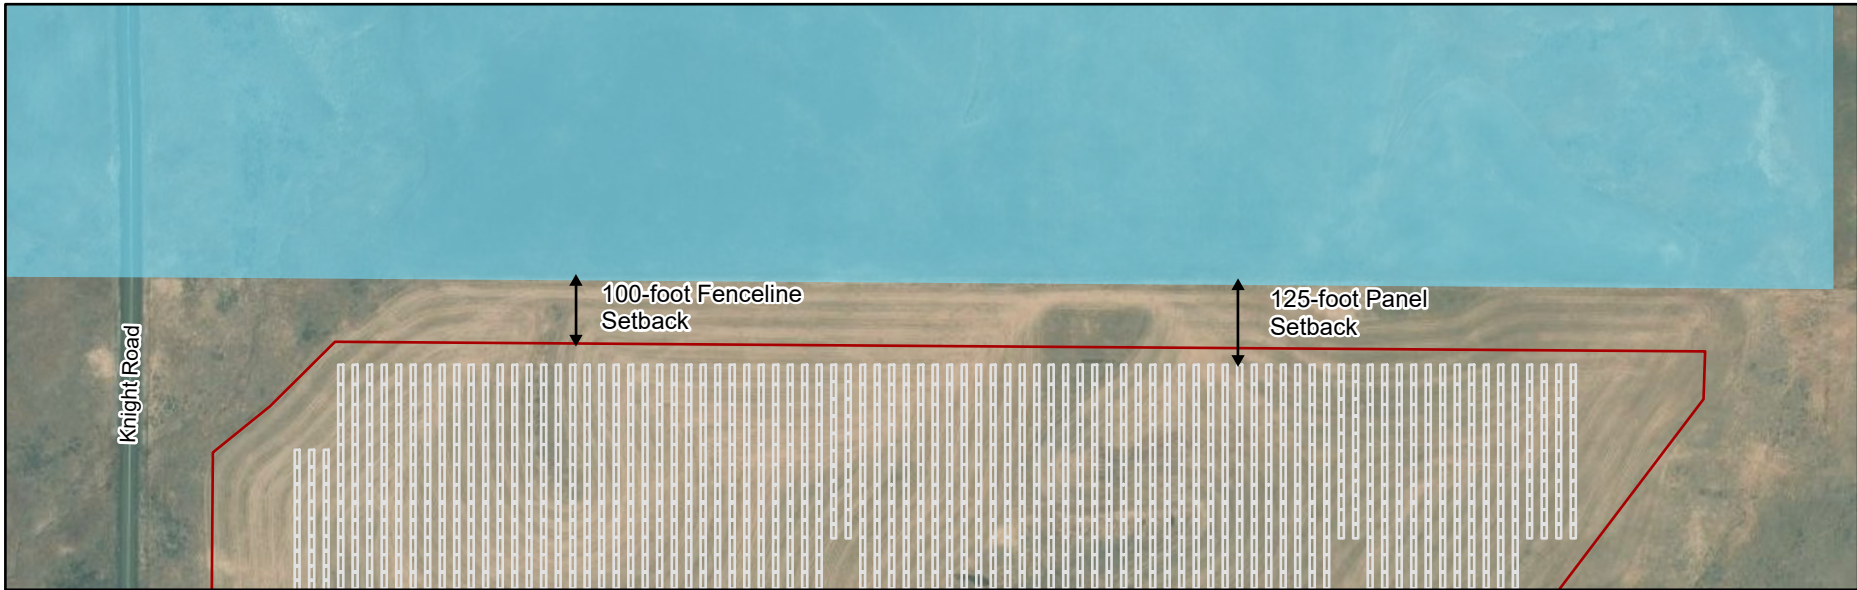 100-foot Fenceline
Setback
125-foot Panel
Setback
Knight Road